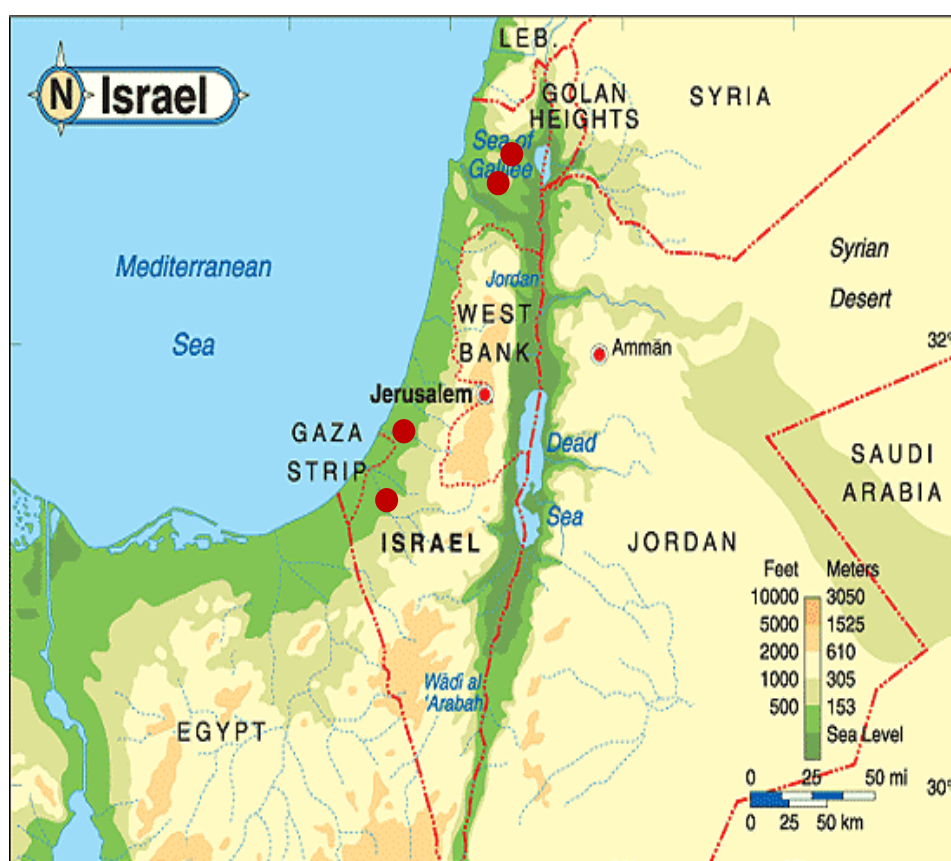 N Israel
LEB.
GOLAN
HEIGHTS
SYRIA
Sea of
Galilee
Mediterranean
Sea
Syrian
Desert
Jordan
WEST
BANK
Ammān
32°
Jerusalem
GAZA
STRIP
Dead
Sea
SAUDI
ARABIA
ISRAEL
JORDAN
Feet Meters
10000 3050
5000 1525
2000 610
1000 305
500 153
Sea Level
Wādī al
'Arabah
EGYPT
0 25 50 mi
0 25 50 km
30°